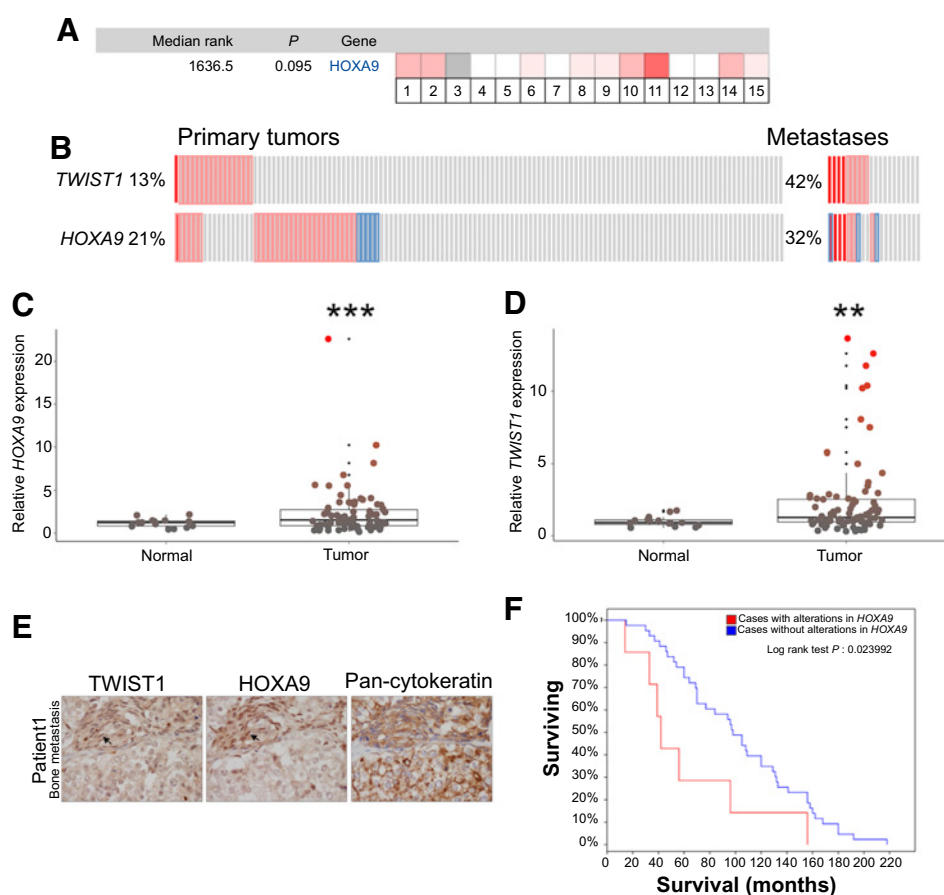 A
Median rank P Gene
1636.5 0.095 HOXA9
1 2 3 4 5 6 7 8 9 10 11 12 13 14 15
B
Primary tumors Metastases
TWIST1 13% 42%
HOXA9 21% 32%
C
***
Relative HOXA9 expression
20
15
10
5
0
Normal Tumor
D
**
Relative TWIST1 expression
10
5
0
Normal Tumor
E
TWIST1 HOXA9 Pan-cytokeratin
Patient1
Bone metastasis
F
Cases with alterations in HOXA9
Cases without alterations in HOXA9
Log rank test P : 0.023992
Surviving
100%
90%
80%
70%
60%
50%
40%
30%
20%
10%
0%
0 20 40 60 80 100 120 140 160 180 200 220
Survival (months)